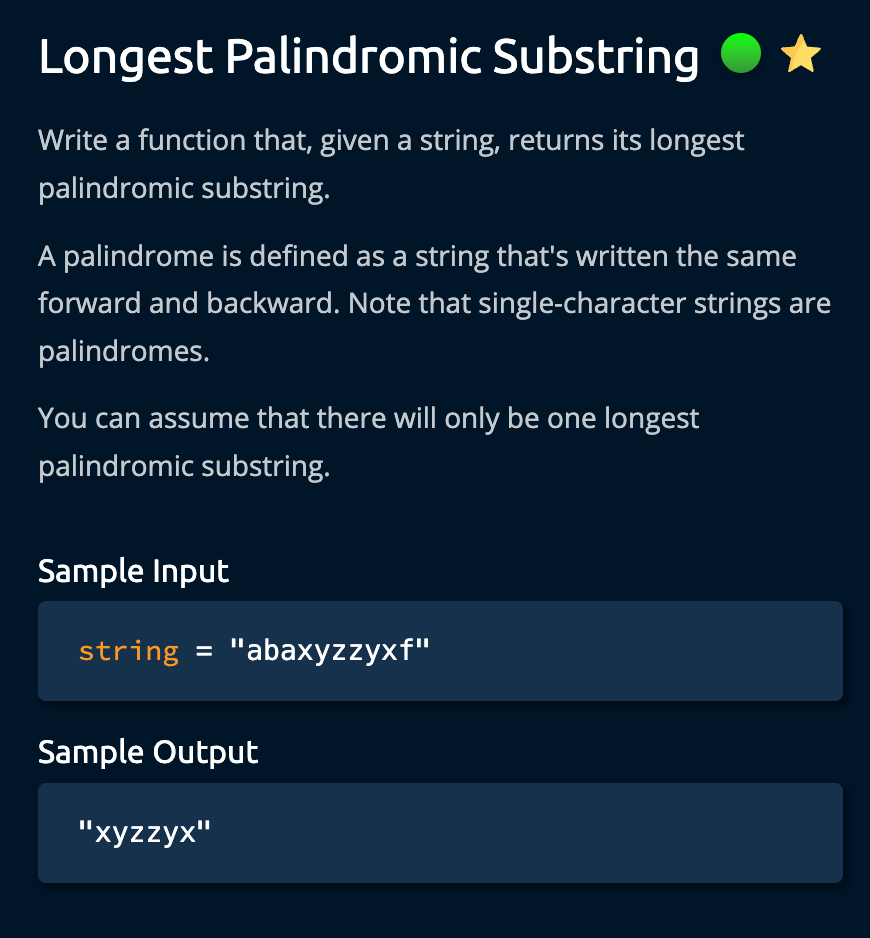 Longest Palindromic Substring
Write a function that, given a string, returns its longest
palindromic substring.
A palindrome is defined as a string that's written the same
forward and backward. Note that single-character strings are
palindromes.
You can assume that there will only be one longest
palindromic substring.
Sample Input
string = "abaxyzzyxf"
Sample Output
"xyzzyx"